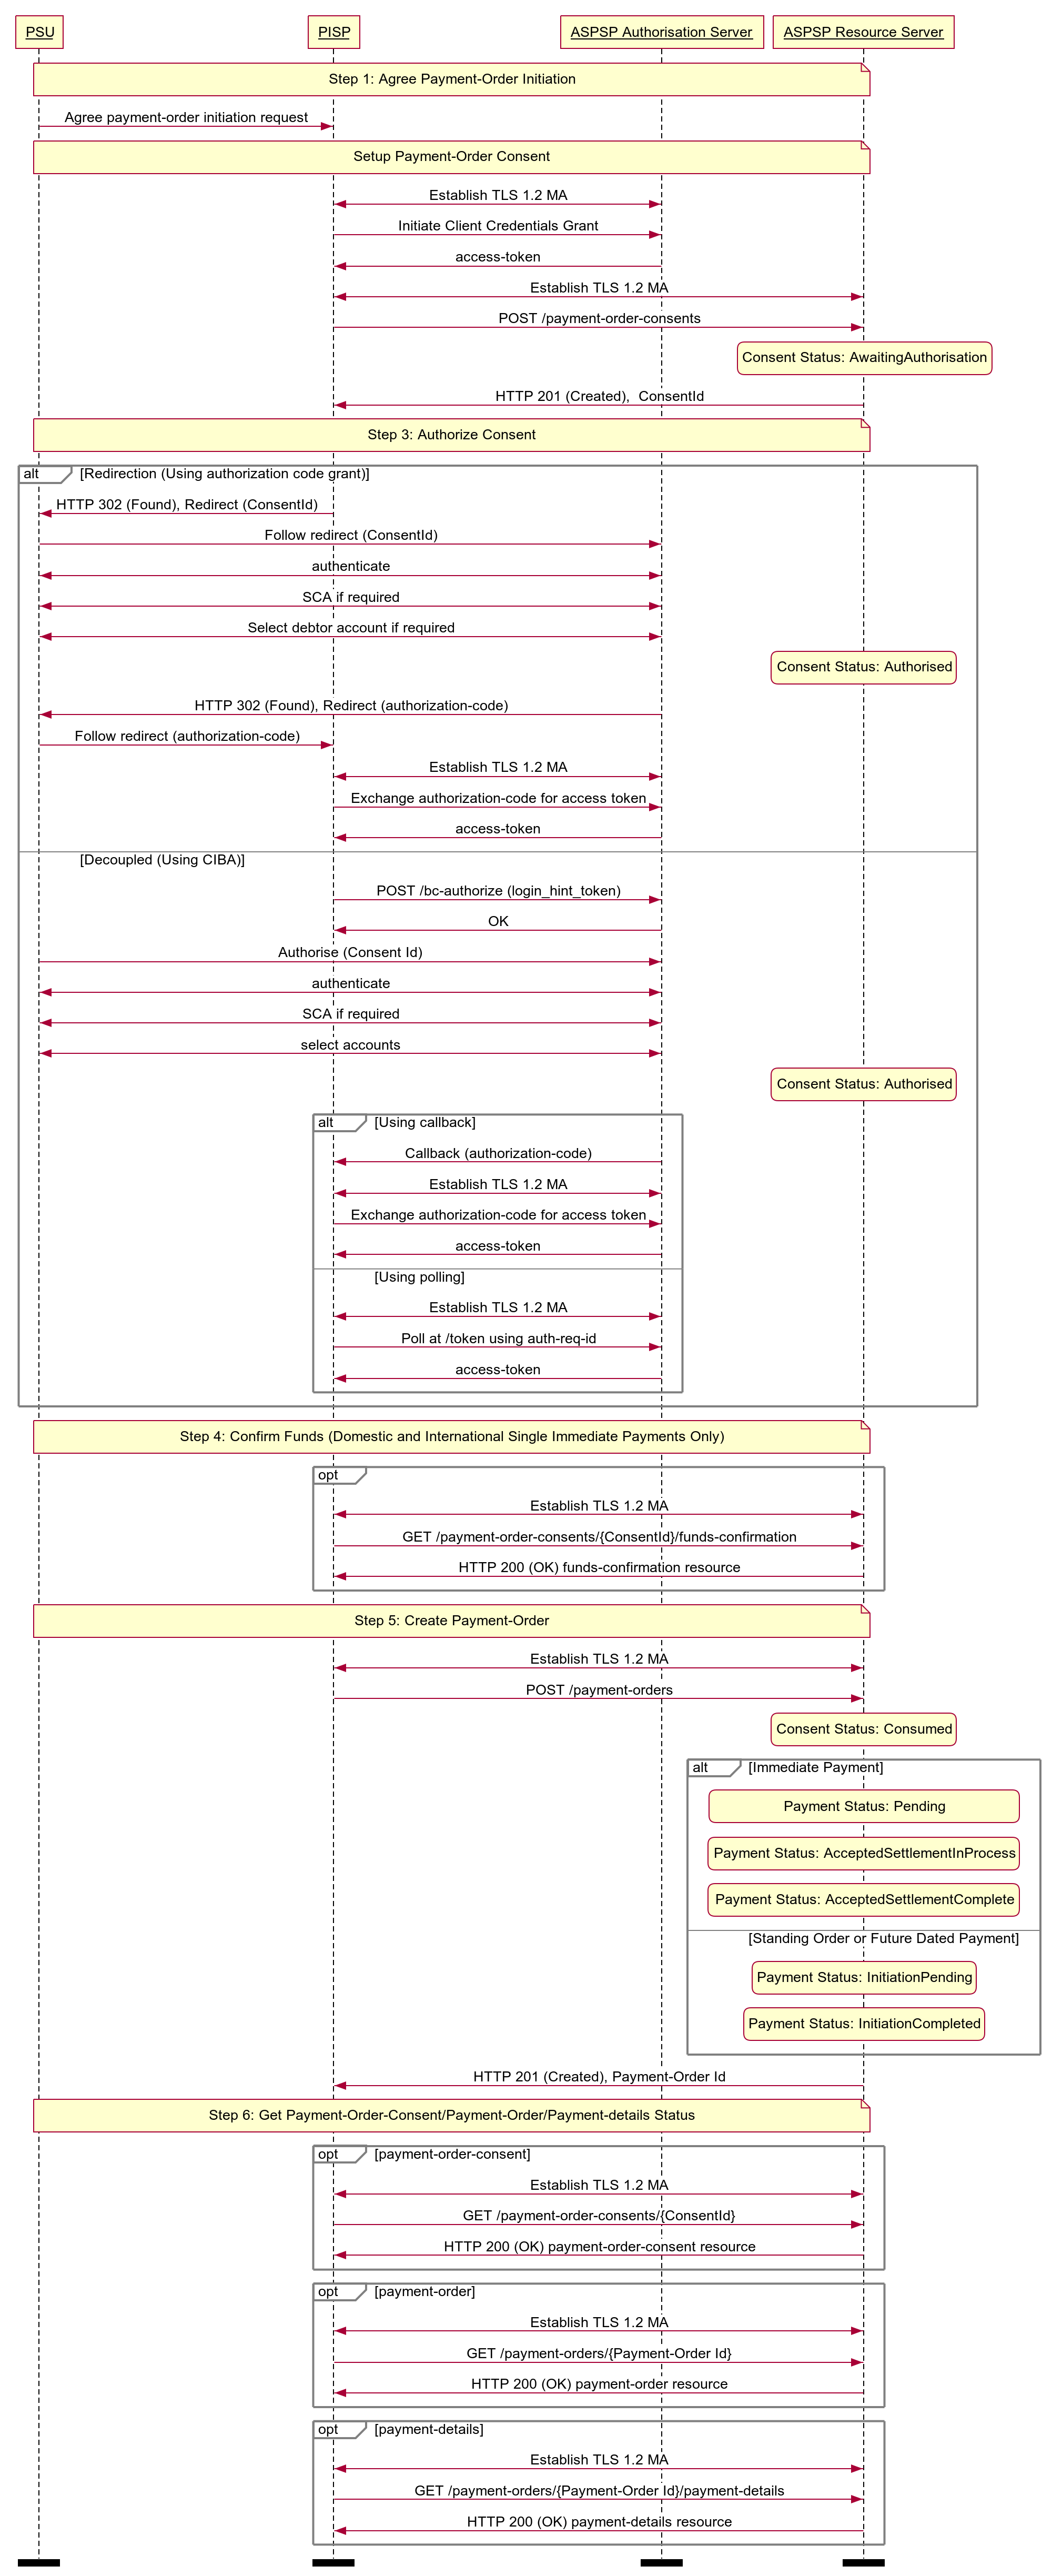 PSU
PISP
ASPSP Authorisation Server
ASPSP Resource Server
Step 1: Agree Payment-Order Initiation
Agree payment-order initiation request
Setup Payment-Order Consent
Establish TLS 1.2 MA
Initiate Client Credentials Grant
access-token
Establish TLS 1.2 MA
POST /payment-order-consents
Consent Status: AwaitingAuthorisation
HTTP 201 (Created),  ConsentId
Step 3: Authorize Consent
alt
[Redirection (Using authorization code grant)]
HTTP 302 (Found), Redirect (ConsentId)
Follow redirect (ConsentId)
authenticate
SCA if required
Select debtor account if required
Consent Status: Authorised
HTTP 302 (Found), Redirect (authorization-code)
Follow redirect (authorization-code)
Establish TLS 1.2 MA
Exchange authorization-code for access token
access-token
[Decoupled (Using CIBA)]
POST /bc-authorize (login_hint_token)
OK
Authorise (Consent Id)
authenticate
SCA if required
select accounts
Consent Status: Authorised
alt
[Using callback]
Callback (authorization-code)
Establish TLS 1.2 MA
Exchange authorization-code for access token
access-token
[Using polling]
Establish TLS 1.2 MA
Poll at /token using auth-req-id
access-token
Step 4: Confirm Funds (Domestic and International Single Immediate Payments Only)
opt
Establish TLS 1.2 MA
GET /payment-order-consents/{ConsentId}/funds-confirmation
HTTP 200 (OK) funds-confirmation resource
Step 5: Create Payment-Order
Establish TLS 1.2 MA
POST /payment-orders
Consent Status: Consumed
alt
[Immediate Payment]
Payment Status: Pending
Payment Status: AcceptedSettlementInProcess
Payment Status: AcceptedSettlementComplete
[Standing Order or Future Dated Payment]
Payment Status: InitiationPending
Payment Status: InitiationCompleted
HTTP 201 (Created), Payment-Order Id
Step 6: Get Payment-Order-Consent/Payment-Order/Payment-details Status
opt
[payment-order-consent]
Establish TLS 1.2 MA
GET /payment-order-consents/{ConsentId}
HTTP 200 (OK) payment-order-consent resource
opt
[payment-order]
Establish TLS 1.2 MA
GET /payment-orders/{Payment-Order Id}
HTTP 200 (OK) payment-order resource
opt
[payment-details]
Establish TLS 1.2 MA
GET /payment-orders/{Payment-Order Id}/payment-details
HTTP 200 (OK) payment-details resource